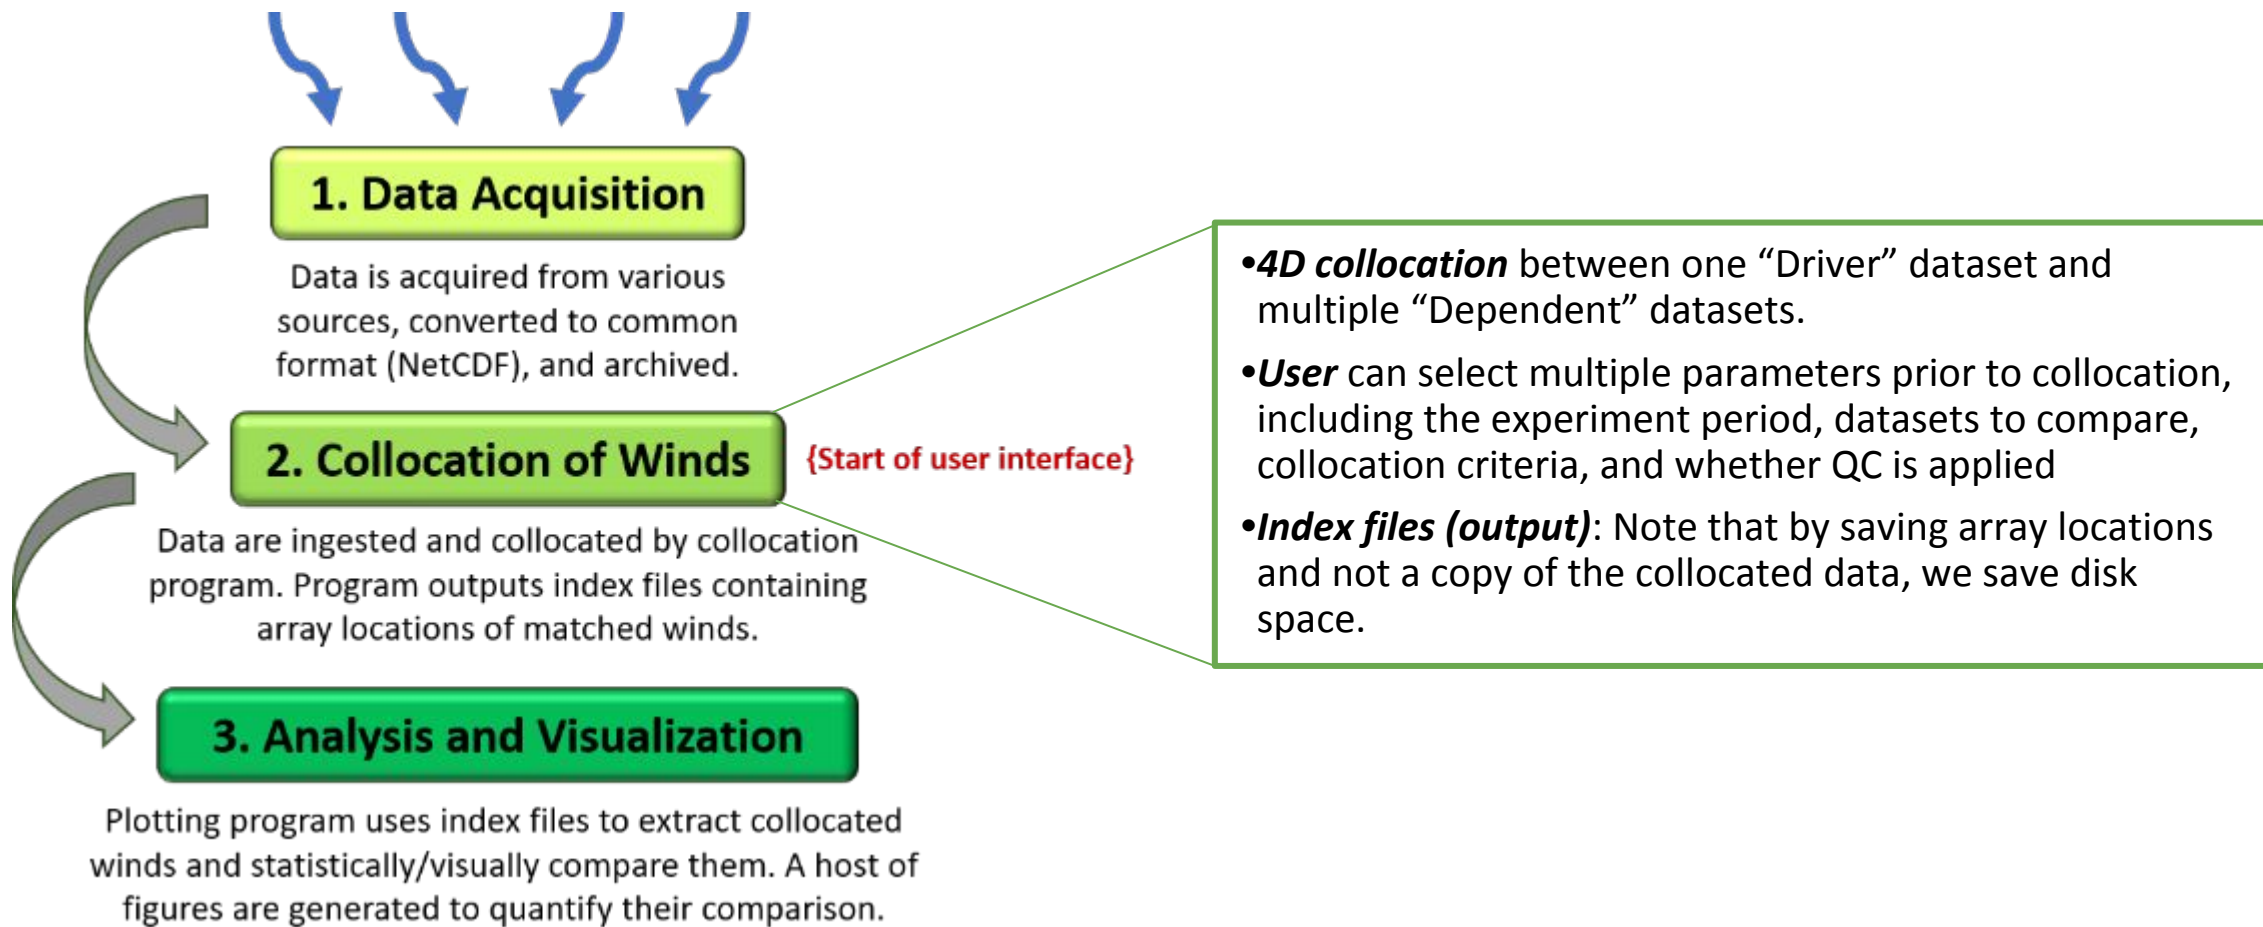 1. Data Acquisition
Data is acquired from various
sources, converted to common
format (NetCDF), and archived.
2. Collocation of Winds
{Start of user interface}
Data are ingested and collocated by collocation
program. Program outputs index files containing
array locations of matched winds.
3. Analysis and Visualization
Plotting program uses index files to extract collocated
winds and statistically/visually compare them. A host of
figures are generated to quantify their comparison.
•4D collocation between one “Driver” dataset and
multiple “Dependent” datasets.
•User can select multiple parameters prior to collocation,
including the experiment period, datasets to compare,
collocation criteria, and whether QC is applied
•Index files (output): Note that by saving array locations
and not a copy of the collocated data, we save disk
space.